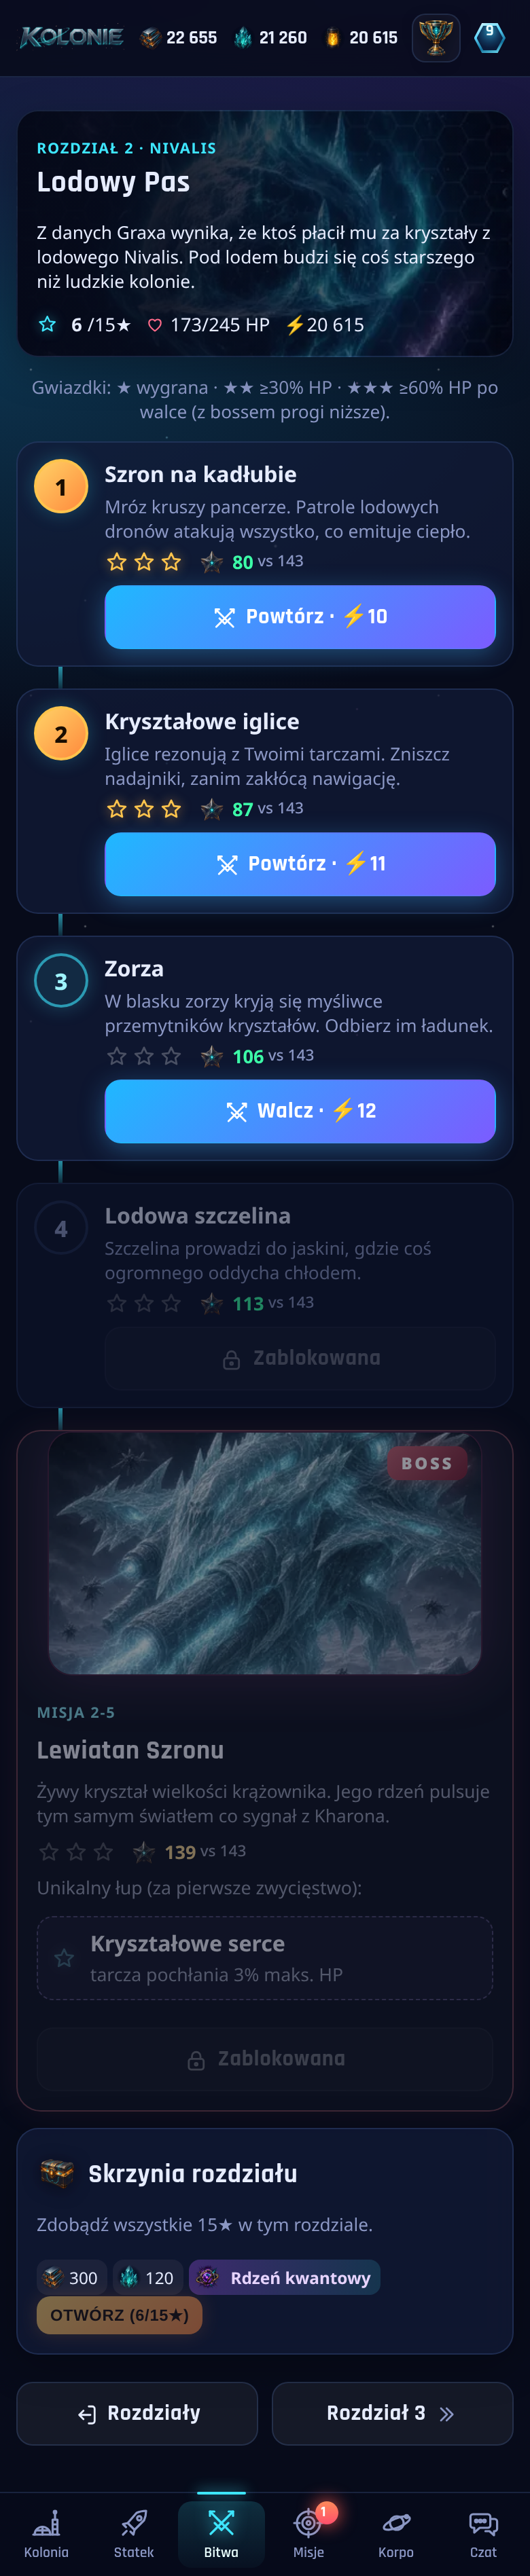 KOLONIE 22 655 21 260 20 615 9
ROZDZIAŁ 2 · NIVALIS
Lodowy Pas
Z danych Graxa wynika, że ktoś płacił mu za kryształy z
lodowego Nivalis. Pod lodem budzi się coś starszego
niż ludzkie kolonie.
6 /15★ 173/245 HP ⚡20 615
Gwiazdki: ★ wygrana · ★★ ≥30% HP · ★★★ ≥60% HP po
walce (z bossem progi niższe).
1 Szron na kadłubie
Mróz kruszy pancerze. Patrole lodowych
dronów atakują wszystko, co emituje ciepło.
80 vs 143
Powtórz · ⚡10
2 Kryształowe iglice
Iglice rezonują z Twoimi tarczami. Zniszcz
nadajniki, zanim zakłócą nawigację.
87 vs 143
Powtórz · ⚡11
3 Zorza
W blasku zorzy kryją się myśliwce
przemytników kryształów. Odbierz im ładunek.
106 vs 143
Walcz · ⚡12
4 Lodowa szczelina
Szczelina prowadzi do jaskini, gdzie coś
ogromnego oddycha chłodem.
113 vs 143
Zablokowana
BOSS
MISJA 2-5
Lewiatan Szronu
Żywy kryształ wielkości krążownika. Jego rdzeń pulsuje
tym samym światłem co sygnał z Kharona.
139 vs 143
Unikalny łup (za pierwsze zwycięstwo):
Kryształowe serce
tarcza pochłania 3% maks. HP
Zablokowana
Skrzynia rozdziału
Zdobądź wszystkie 15★ w tym rozdziale.
300 120 Rdzeń kwantowy
OTWÓRZ (6/15★)
Rozdziały Rozdział 3
1
Kolonia Statek Bitwa Misje Korpo Czat